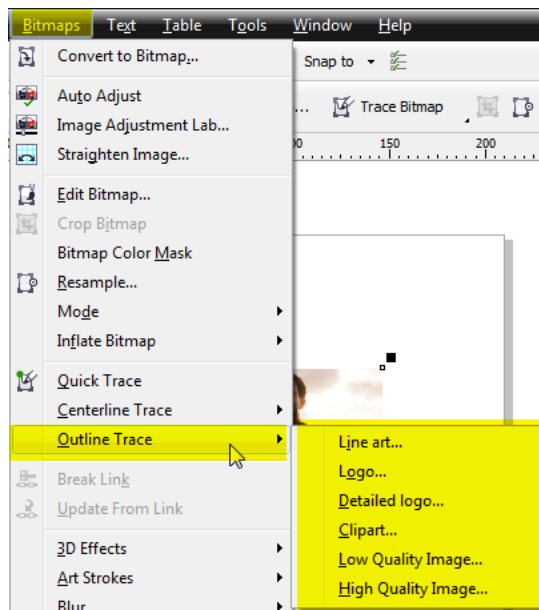 Bitmaps Text Table Tools Window Help
Convert to Bitmap...
Snap to
Auto Adjust
... Trace Bitmap
Image Adjustment Lab...
Straighten Image...
150 200
Edit Bitmap...
Crop Bitmap
Bitmap Color Mask
Resample...
Mode
Inflate Bitmap
Quick Trace
Centerline Trace
Outline Trace
Line art...
Logo...
Break Link
Detailed logo...
Update From Link
Clipart...
3D Effects
Low Quality Image...
Art Strokes
High Quality Image...
Blur